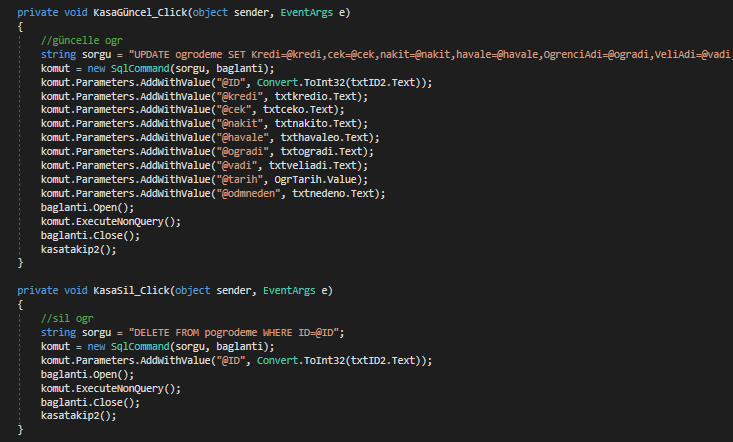 private void KasaGüncel_Click(object sender, EventArgs e)
{
//güncelle ogr
string sorgu = "UPDATE ogrodeme SET Kredi=@kredi,cek=@cek,nakit=@nakit,havale=@havale,OgrenciAdi=@ogradi,VeliAdi=@vadi,
komut = new SqlCommand(sorgu, baglanti);
komut.Parameters.AddWithValue("@ID", Convert.ToInt32(txtID2.Text));
komut.Parameters.AddWithValue("@kredi", txtkredio.Text);
komut.Parameters.AddWithValue("@cek", txtceko.Text);
komut.Parameters.AddWithValue("@nakit", txtnakito.Text);
komut.Parameters.AddWithValue("@havale", txthavaleo.Text);
komut.Parameters.AddWithValue("@ogradi", txtogradi.Text);
komut.Parameters.AddWithValue("@vadi", txtveliadi.Text);
komut.Parameters.AddWithValue("@tarih", OgrTarih.Value);
komut.Parameters.AddWithValue("@odmneden", txtnedeno.Text);
baglanti.Open();
komut.ExecuteNonQuery();
baglanti.Close();
kasatakip2();
}
private void KasaSil_Click(object sender, EventArgs e)
{
//sil ogr
string sorgu = "DELETE FROM pogrodeme WHERE ID=@ID";
komut = new SqlCommand(sorgu, baglanti);
komut.Parameters.AddWithValue("@ID", Convert.ToInt32(txtID2.Text));
baglanti.Open();
komut.ExecuteNonQuery();
baglanti.Close();
kasatakip2();
}